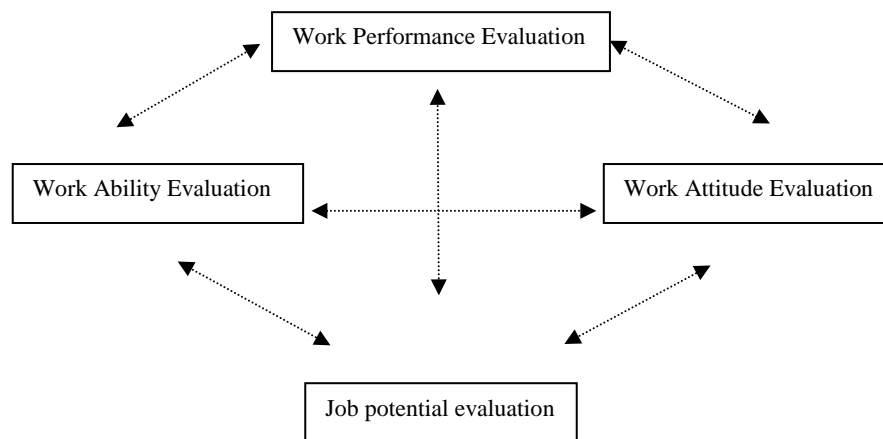 Work Performance Evaluation
Work Ability Evaluation
Work Attitude Evaluation
Job potential evaluation